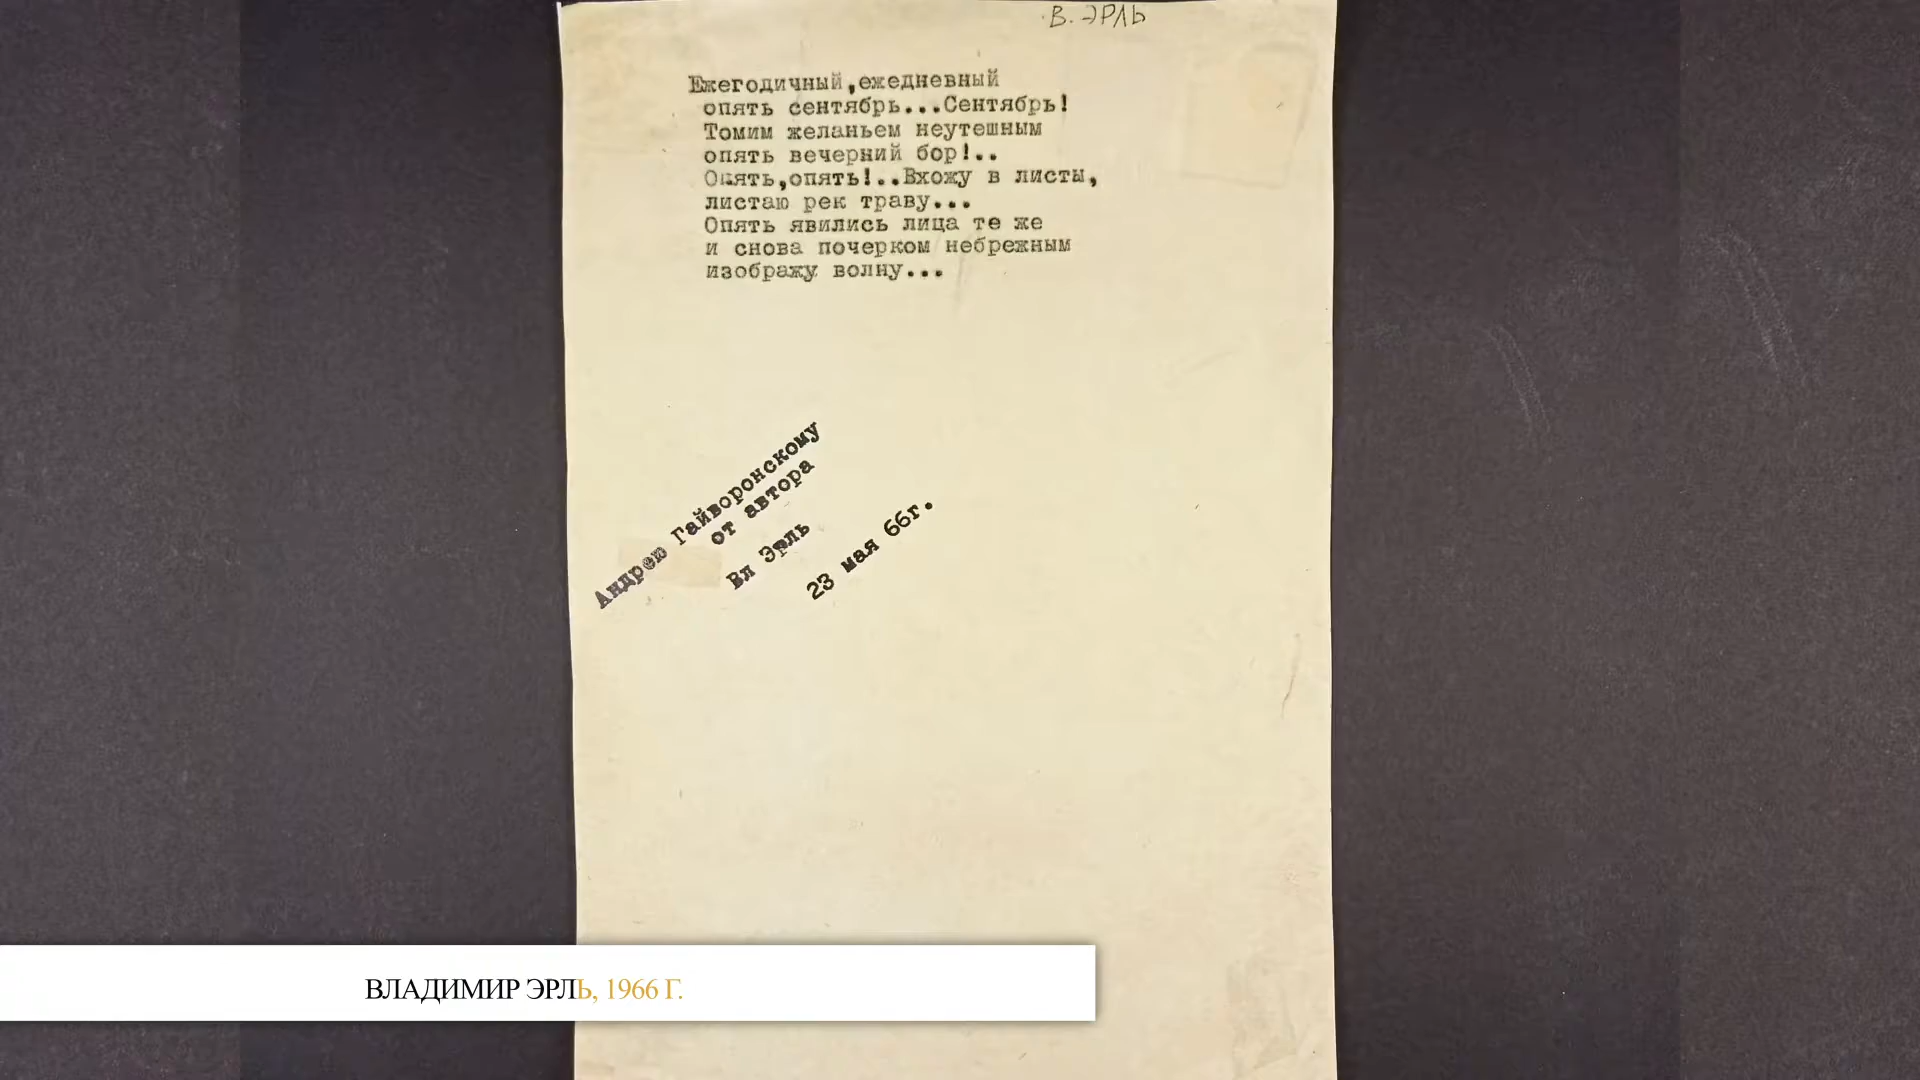 В. ЭРЛЬ
Ежегодичный,ежедневный
опять сентябрь...Сентябрь!
Томим желаньем неутешным
опять вечерний бор!..
Опять,опять!..Вхожу в листы,
листаю рек траву...
Опять явились лица те же
и снова почерком небрежным
изображу волну...
Андрею Гайворонскому
от автора
Вл Эрль
23 мая 66г.
ВЛАДИМИР ЭРЛЬ, 1966 Г.